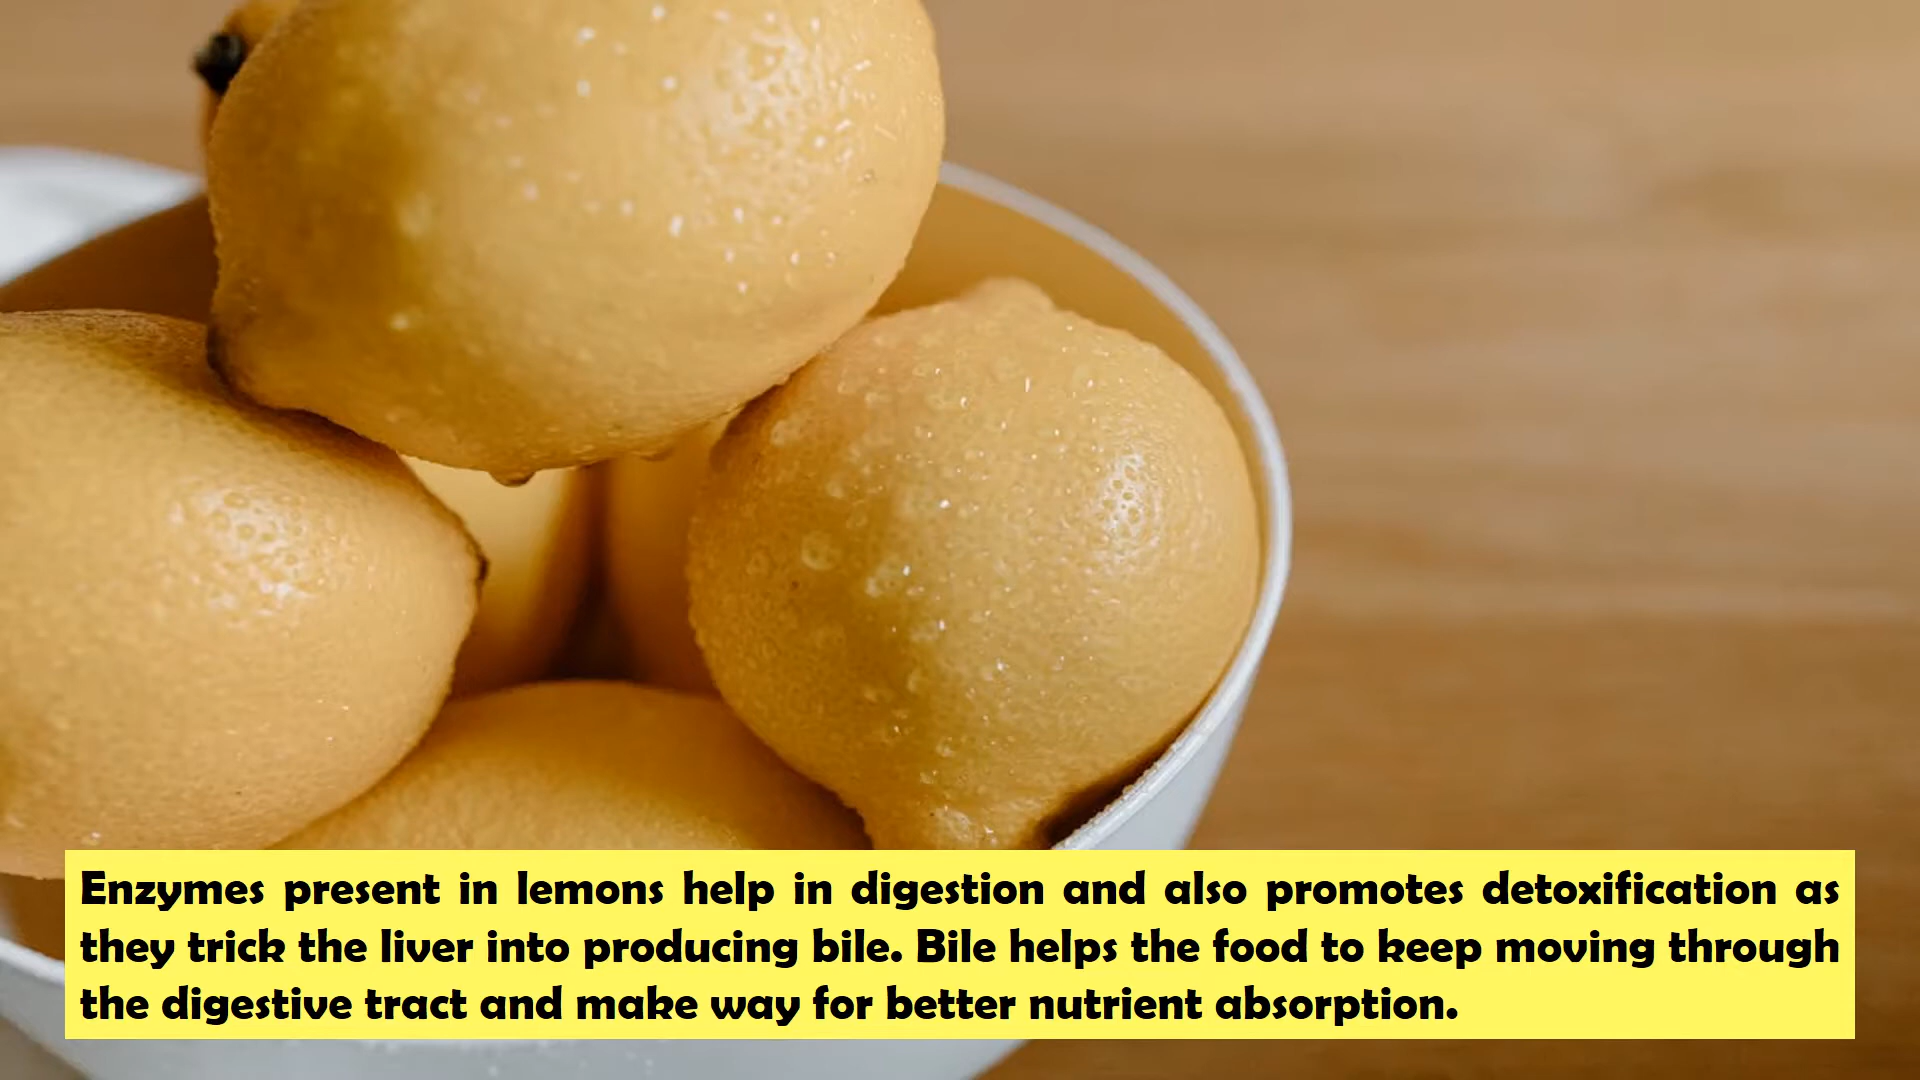 Enzymes present in lemons help in digestion and also promotes detoxification as
they trick the liver into producing bile. Bile helps the food to keep moving through
the digestive tract and make way for better nutrient absorption.